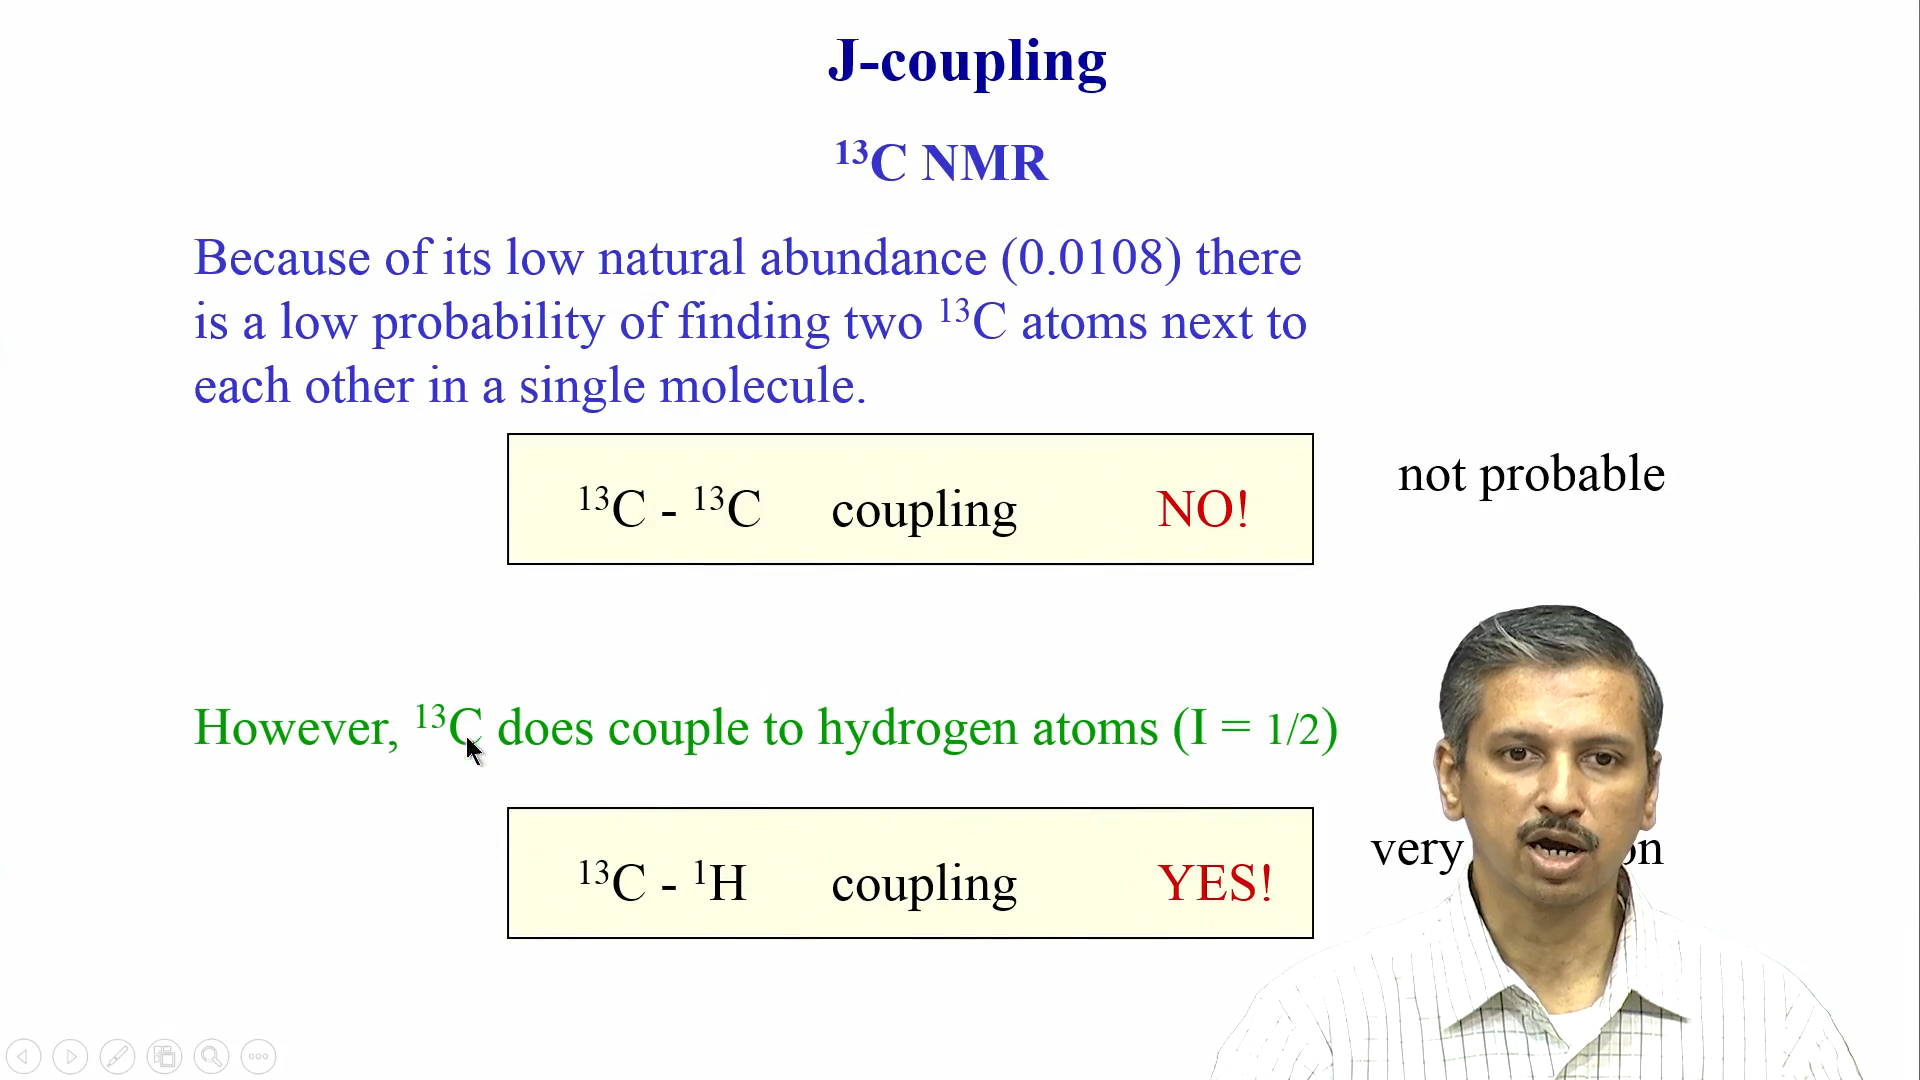 J-coupling
¹³C NMR
Because of its low natural abundance (0.0108) there
is a low probability of finding two ¹³C atoms next to
each other in a single molecule.
¹³C - ¹³C coupling NO!
not probable
However, ¹³C does couple to hydrogen atoms (I = 1/2)
¹³C - ¹H coupling YES!
very